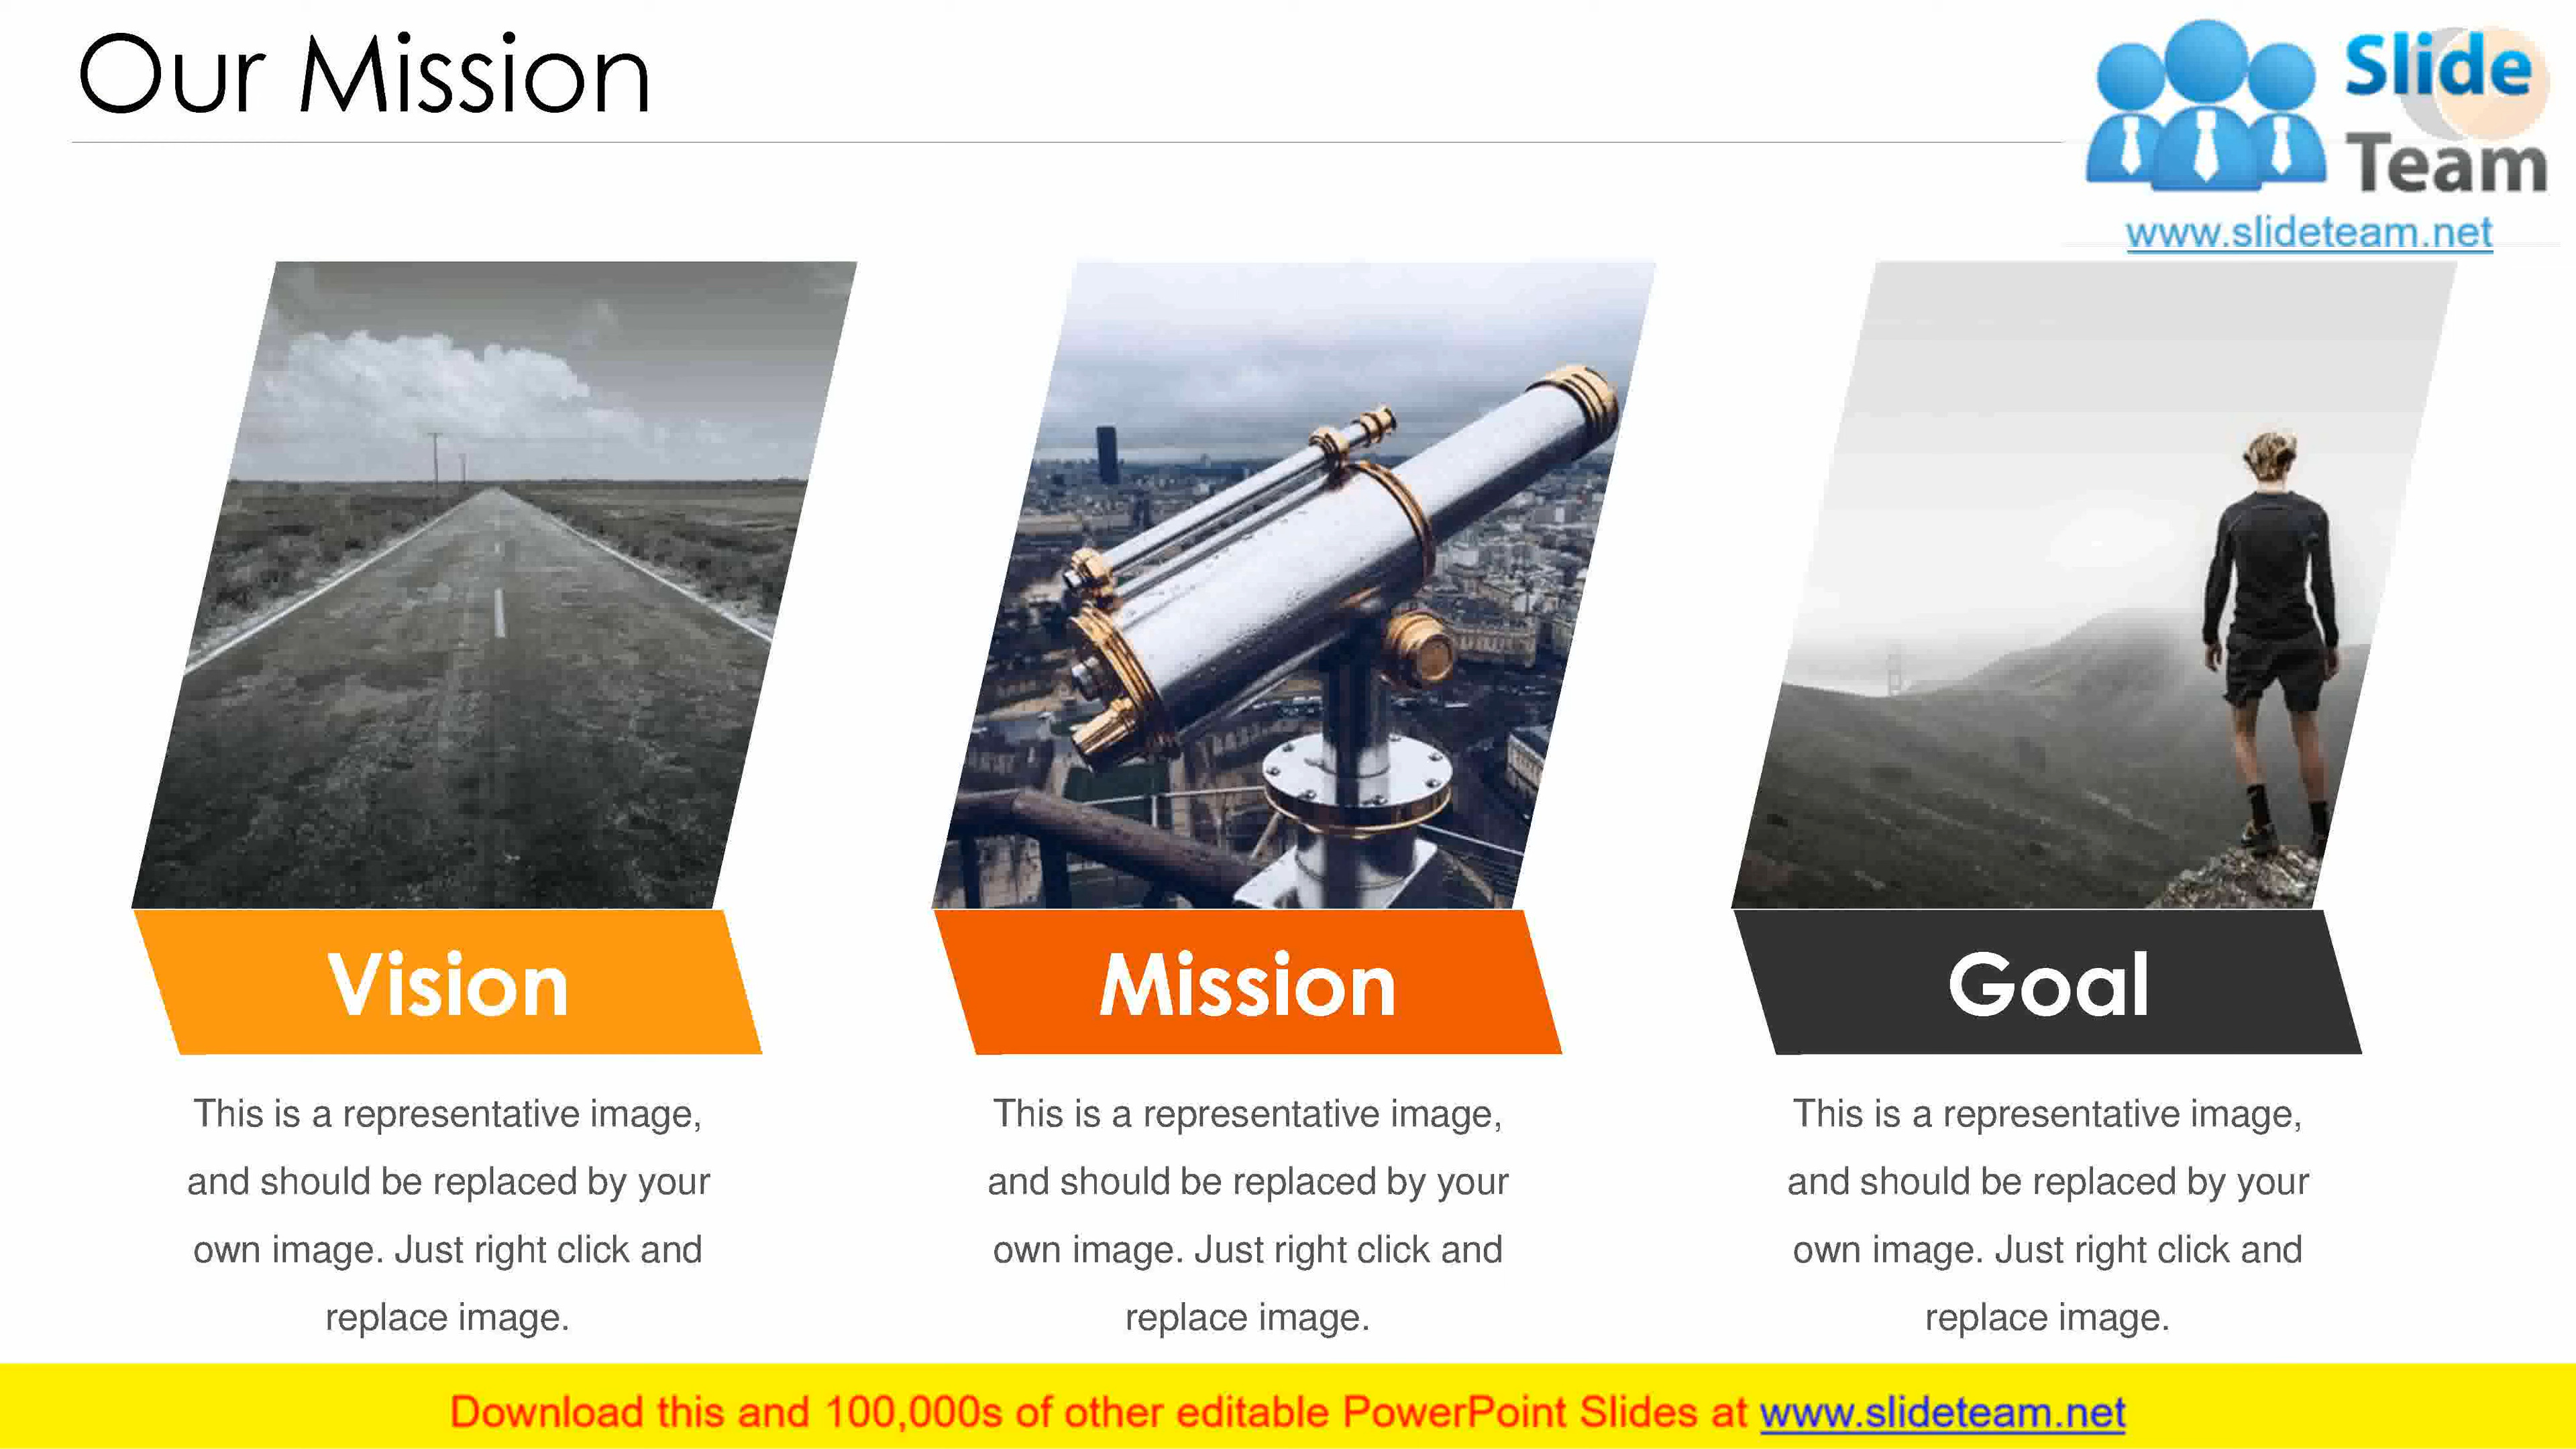 Our Mission
Slide
Team
www.slideteam.net
Vision
This is a representative image,
and should be replaced by your
own image. Just right click and
replace image.
Mission
This is a representative image,
and should be replaced by your
own image. Just right click and
replace image.
Goal
This is a representative image,
and should be replaced by your
own image. Just right click and
replace image.
Download this and 100,000s of other editable PowerPoint Slides at www.slideteam.net